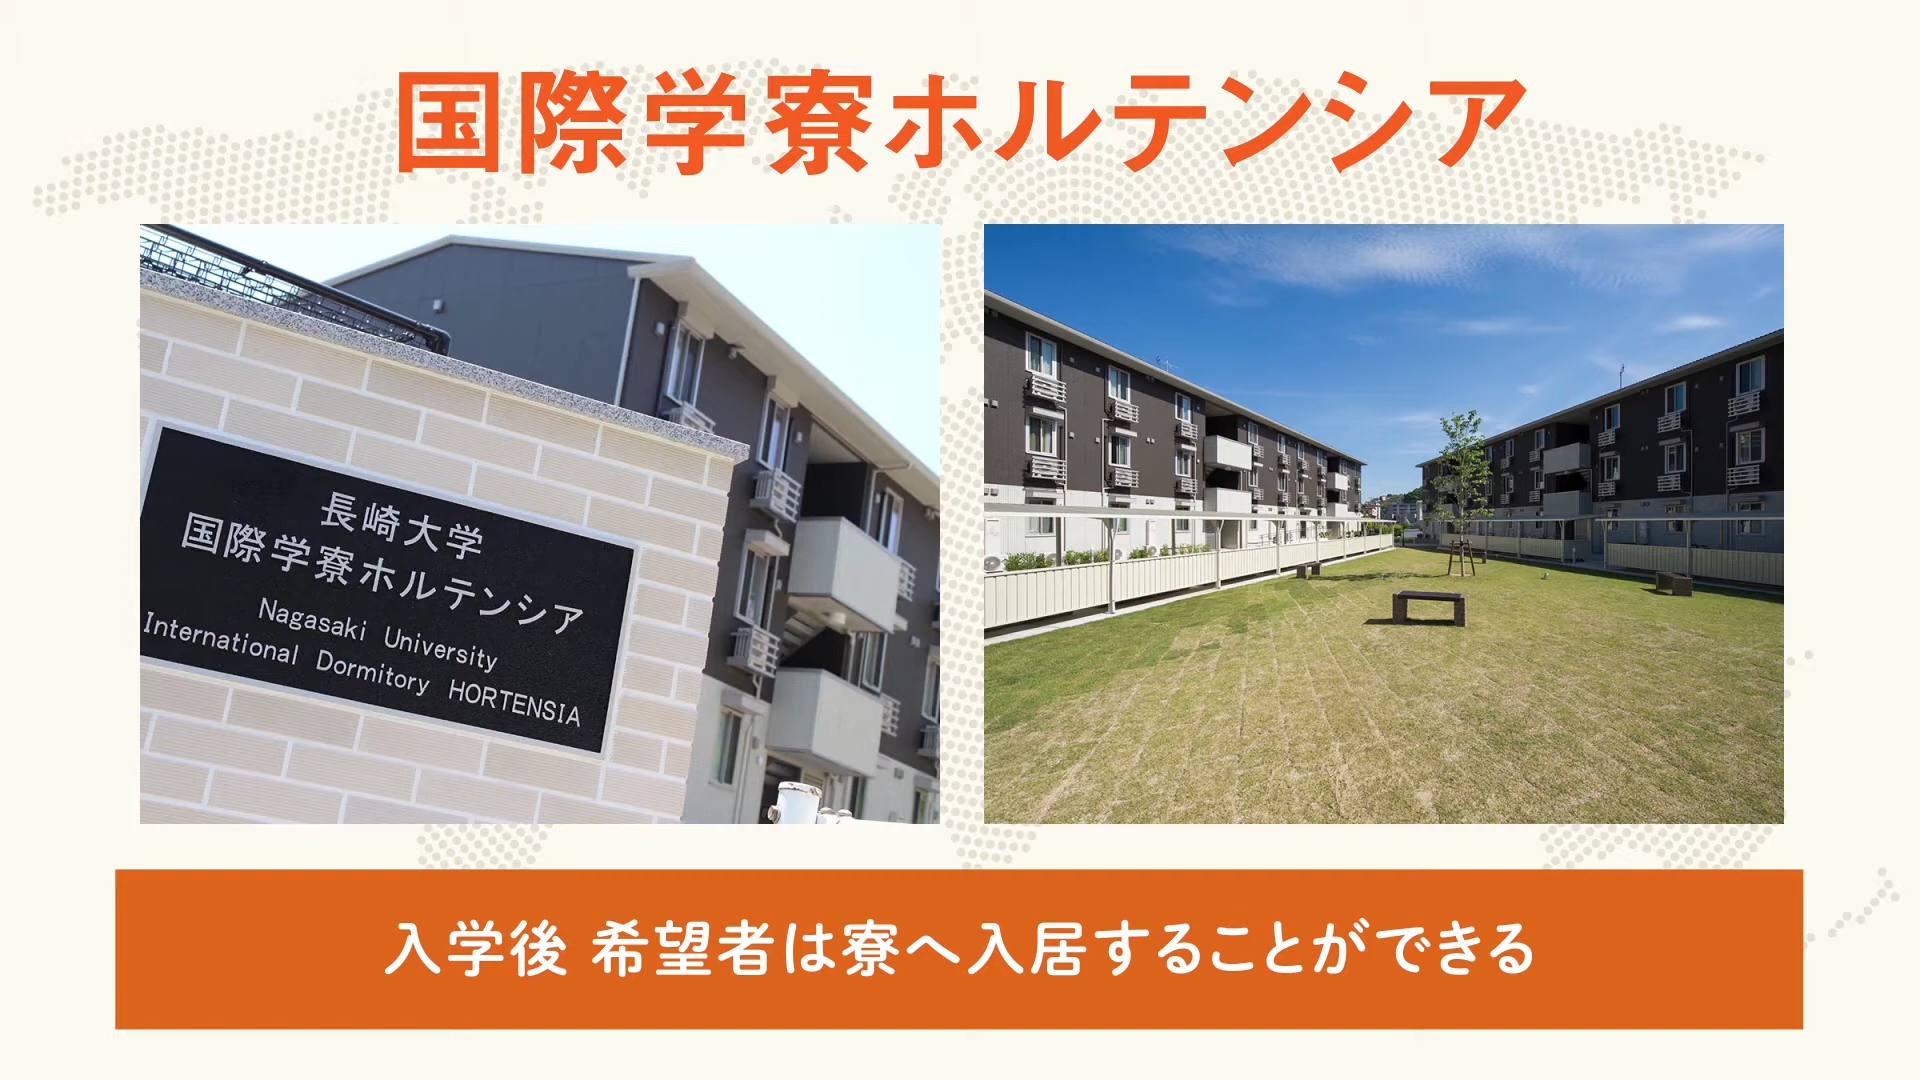 国際学寮ホルテンシア
長崎大学
国際学寮ホルテンシア
Nagasaki University
International Dormitory HORTENSIA
入学後 希望者は寮へ入居することができる